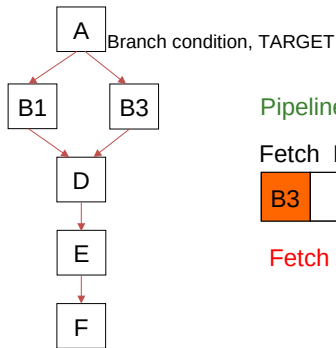 A
Branch condition, TARGET
B1 B3
Pipeline
D
Fetch
B3
E
Fetch
F